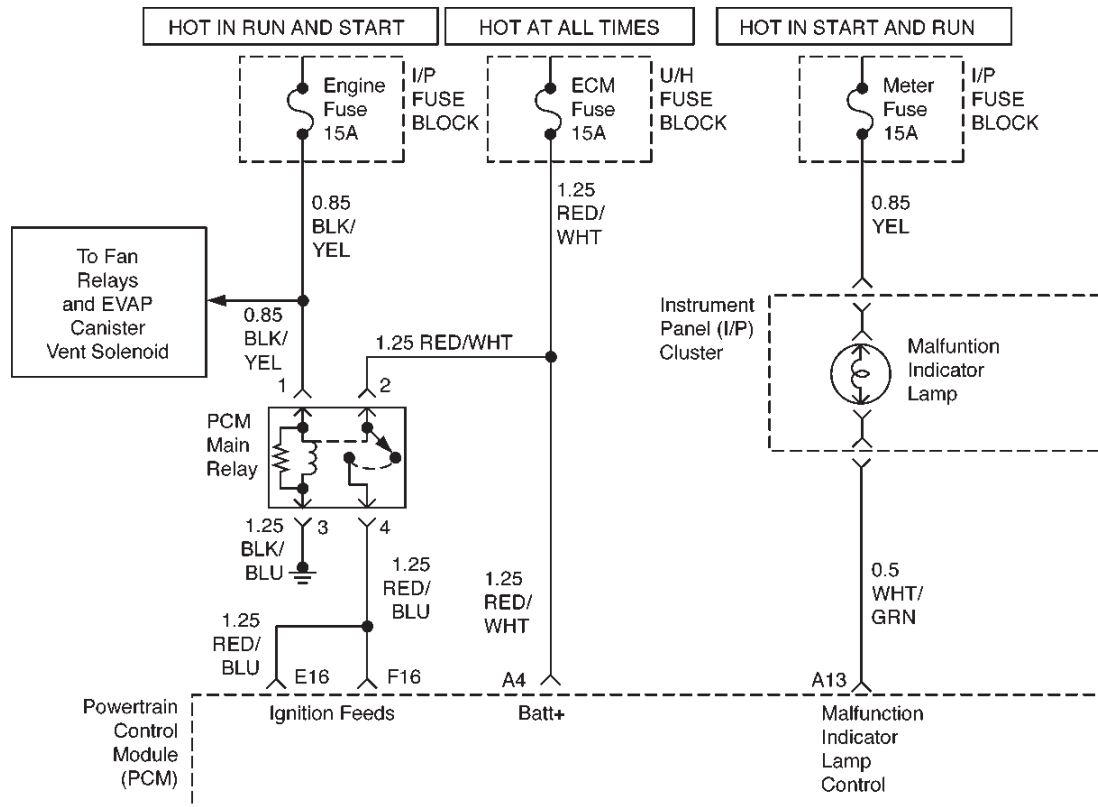 HOT IN RUN AND START
HOT AT ALL TIMES
HOT IN START AND RUN
Engine
Fuse
15A
I/P
FUSE
BLOCK
ECM
Fuse
15A
U/H
FUSE
BLOCK
Meter
Fuse
15A
I/P
FUSE
BLOCK
0.85
BLK/
YEL
1.25
RED/
WHT
0.85
YEL
To Fan
Relays
and EVAP
Canister
Vent Solenoid
0.85
BLK/
YEL
1.25 RED/WHT
Instrument
Panel (I/P)
Cluster
Malfuntion
Indicator
Lamp
1
2
PCM
Main
Relay
3
4
1.25
BLK/
BLU
1.25
RED/
BLU
1.25
RED/
WHT
0.5
WHT/
GRN
1.25
RED/
BLU
E16
F16
A4
A13
Powertrain
Control
Module
(PCM)
Ignition Feeds
Batt+
Malfunction
Indicator
Lamp
Control